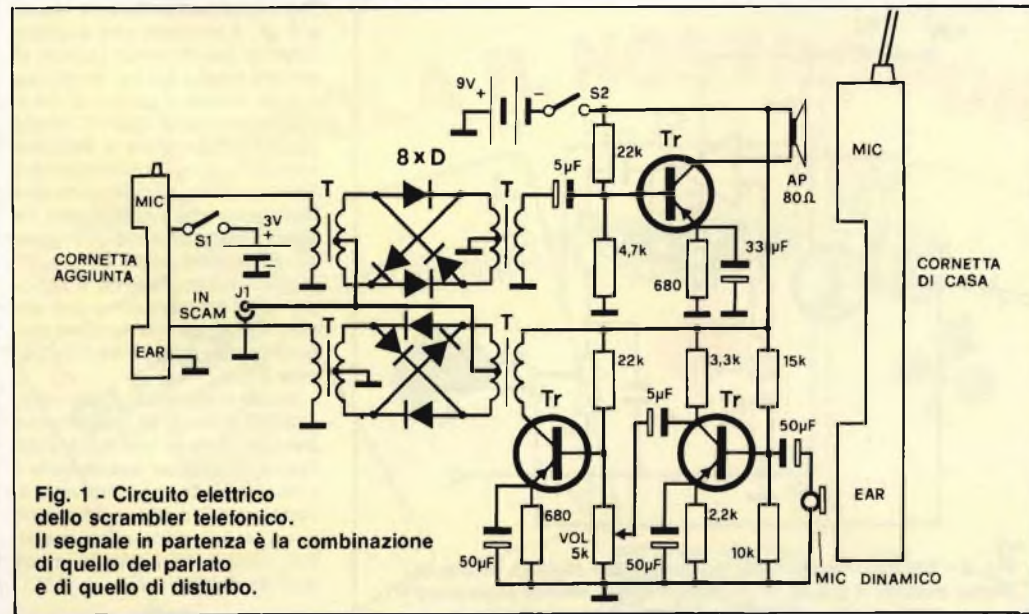 9V
+
-
S2
8 x D
Tr
22k
MIC
T
T
5µF
AP
80Ω
MIC
S1
3V
+
-
CORNETTA
AGGIUNTA
4,7k
680
33 µF
CORNETTA
DI CASA
IN
SCAM
J1
T
T
EAR
22k
3,3k
15k
5µF
Tr
Tr
50µF
680
VOL
5k
2,2k
10k
EAR
50µF
50µF
MIC DINAMICO
Fig. 1 - Circuito elettrico
dello scrambler telefonico.
Il segnale in partenza è la combinazione
di quello del parlato
e di quello di disturbo.